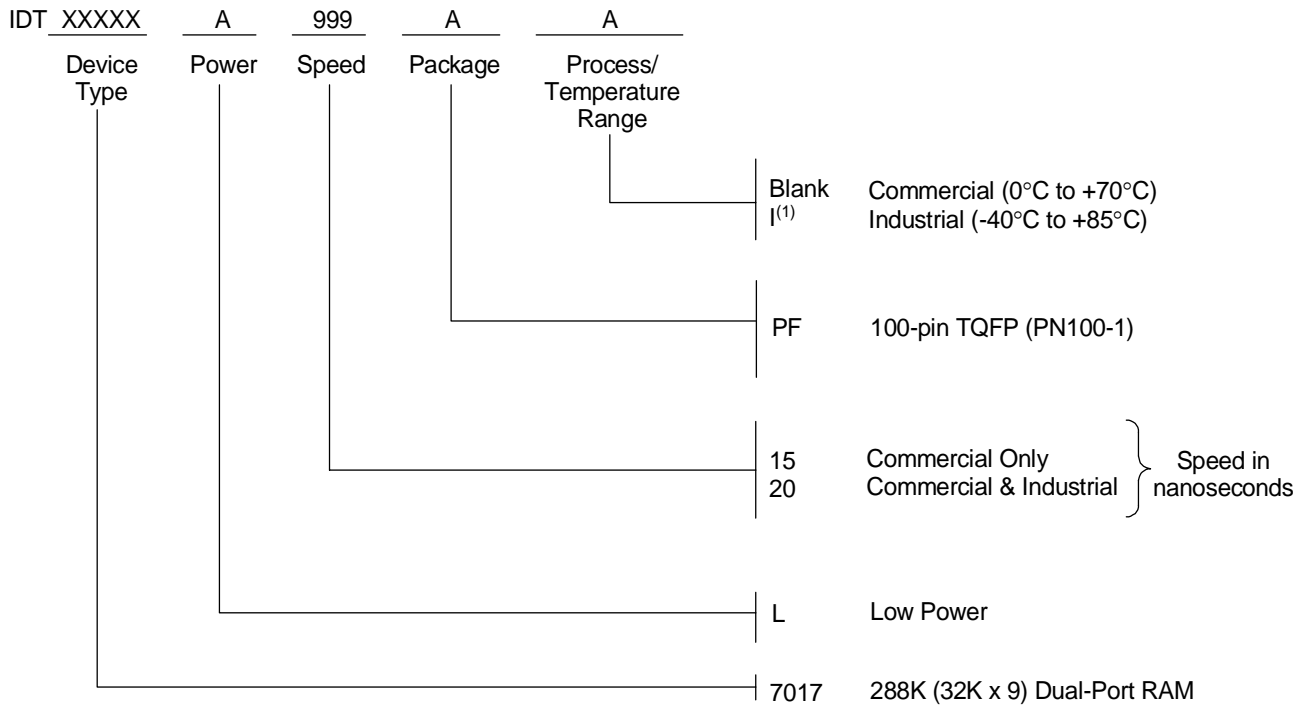 IDT XXXXX A 999 A A
Device Type Power Speed Package Process/ Temperature Range
Blank Commercial (0°C to +70°C)
I(1) Industrial (-40°C to +85°C)
PF 100-pin TQFP (PN100-1)
15 Commercial Only
20 Commercial & Industrial
Speed in
nanoseconds
L Low Power
7017 288K (32K x 9) Dual-Port RAM